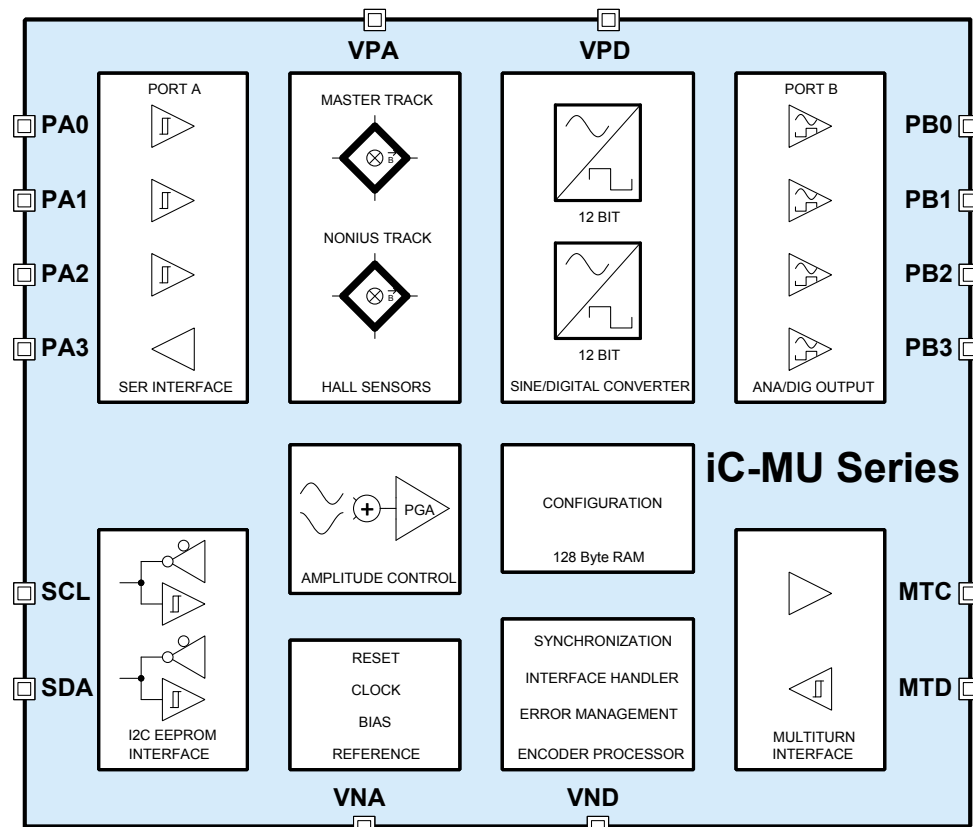 VPA
VPD
PORT A
MASTER TRACK
PORT B
PA0
PB0
B
PA1
PB1
12 BIT
NONIUS TRACK
PA2
PB2
B
PA3
PB3
12 BIT
SER INTERFACE
HALL SENSORS
SINE/DIGITAL CONVERTER
ANA/DIG OUTPUT
iC-MU Series
PGA
CONFIGURATION
128 Byte RAM
AMPLITUDE CONTROL
SCL
MTC
SYNCHRONIZATION
RESET
INTERFACE HANDLER
SDA
CLOCK
MTD
ERROR MANAGEMENT
BIAS
I2C EEPROM
INTERFACE
REFERENCE
ENCODER PROCESSOR
MULTITURN
INTERFACE
VNA
VND